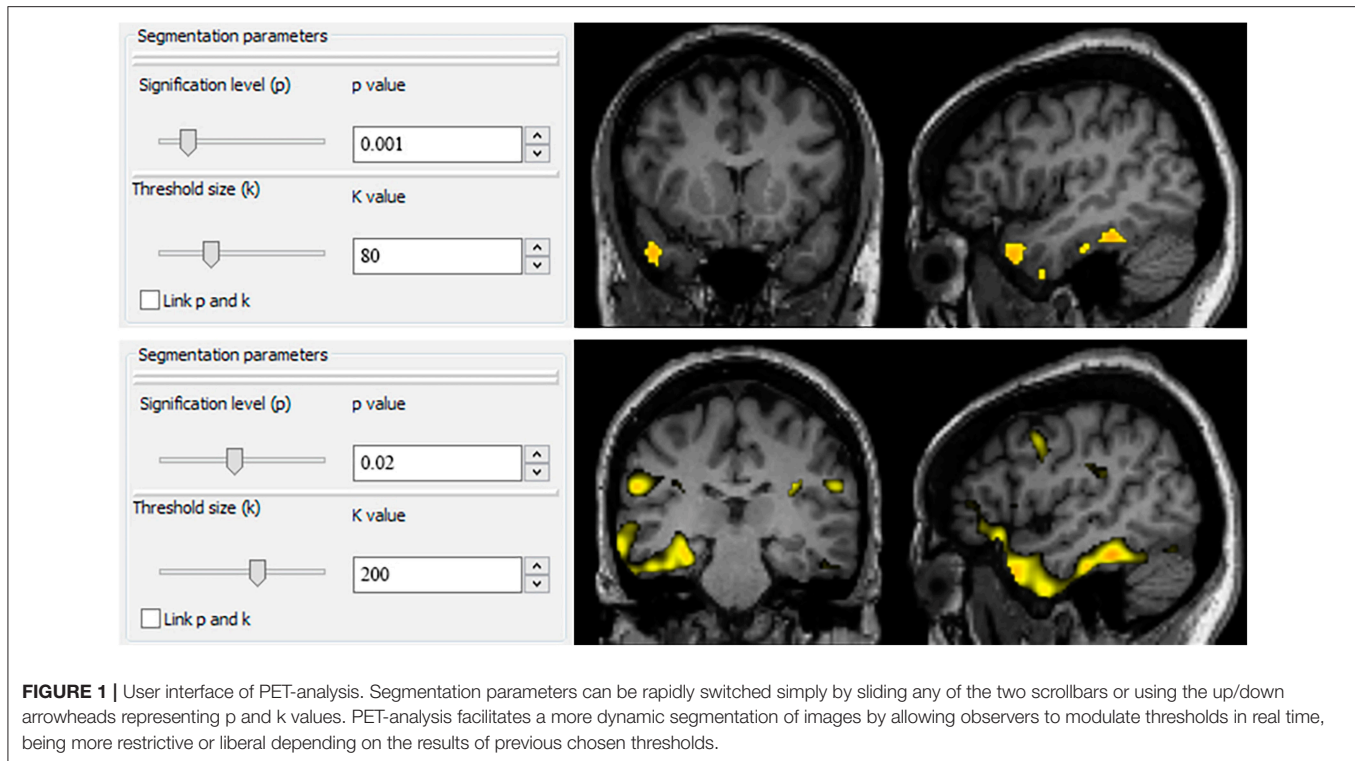 Segmentation parameters
Signification level (p) p value
0.001
Threshold size (k) K value
80
Link p and k
Segmentation parameters
Signification level (p) p value
0.02
Threshold size (k) K value
200
Link p and k
FIGURE 1 | User interface of PET-analysis. Segmentation parameters can be rapidly switched simply by sliding any of the two scrollbars or using the up/down
arrowheads representing p and k values. PET-analysis facilitates a more dynamic segmentation of images by allowing observers to modulate thresholds in real time,
being more restrictive or liberal depending on the results of previous chosen thresholds.